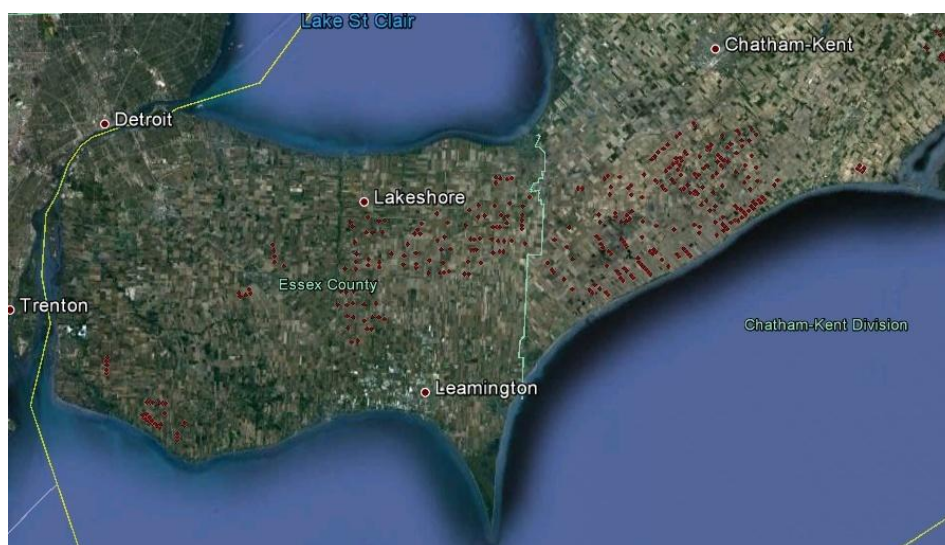 Lake St Clair
Chatham-Kent
Detroit
Lakeshore
Essex County
Trenton
Chatham-Kent Division
Leamington